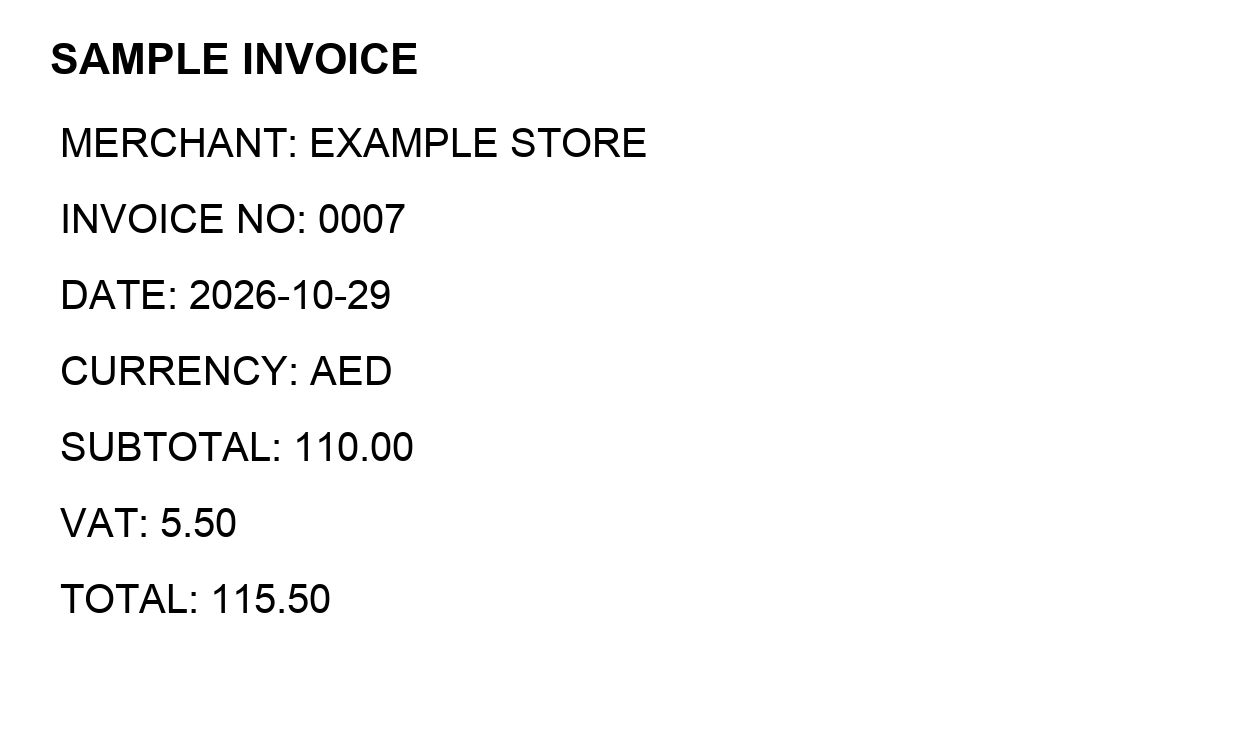 SAMPLE INVOICE
MERCHANT: EXAMPLE STORE
INVOICE NO: 0007
DATE: 2026-10-29
CURRENCY: AED
SUBTOTAL: 110.00
VAT: 5.50
TOTAL: 115.50